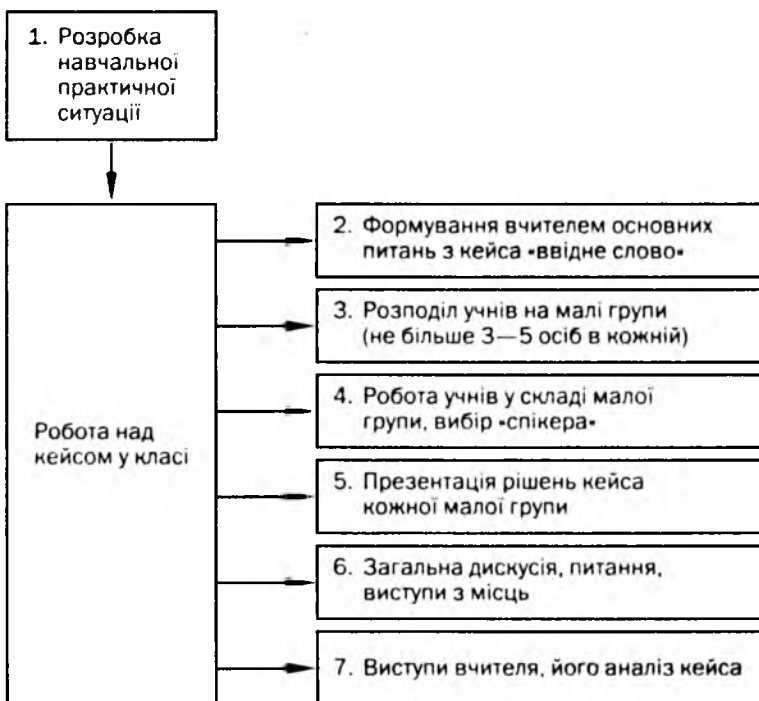 1. Розробка
навчальної
практичної
ситуації
Робота над
кейсом у класі
2. Формування вчителем основних
питань з кейса «ввідне слово»
3. Розподіл учнів на малі групи
(не більше 3—5 осіб в кожній)
4. Робота учнів у складі малої
групи, вибір «спікера»
5. Презентація рішень кейса
кожної малої групи
6. Загальна дискусія, питання,
виступи з місць
7. Виступи вчителя, його аналіз кейса